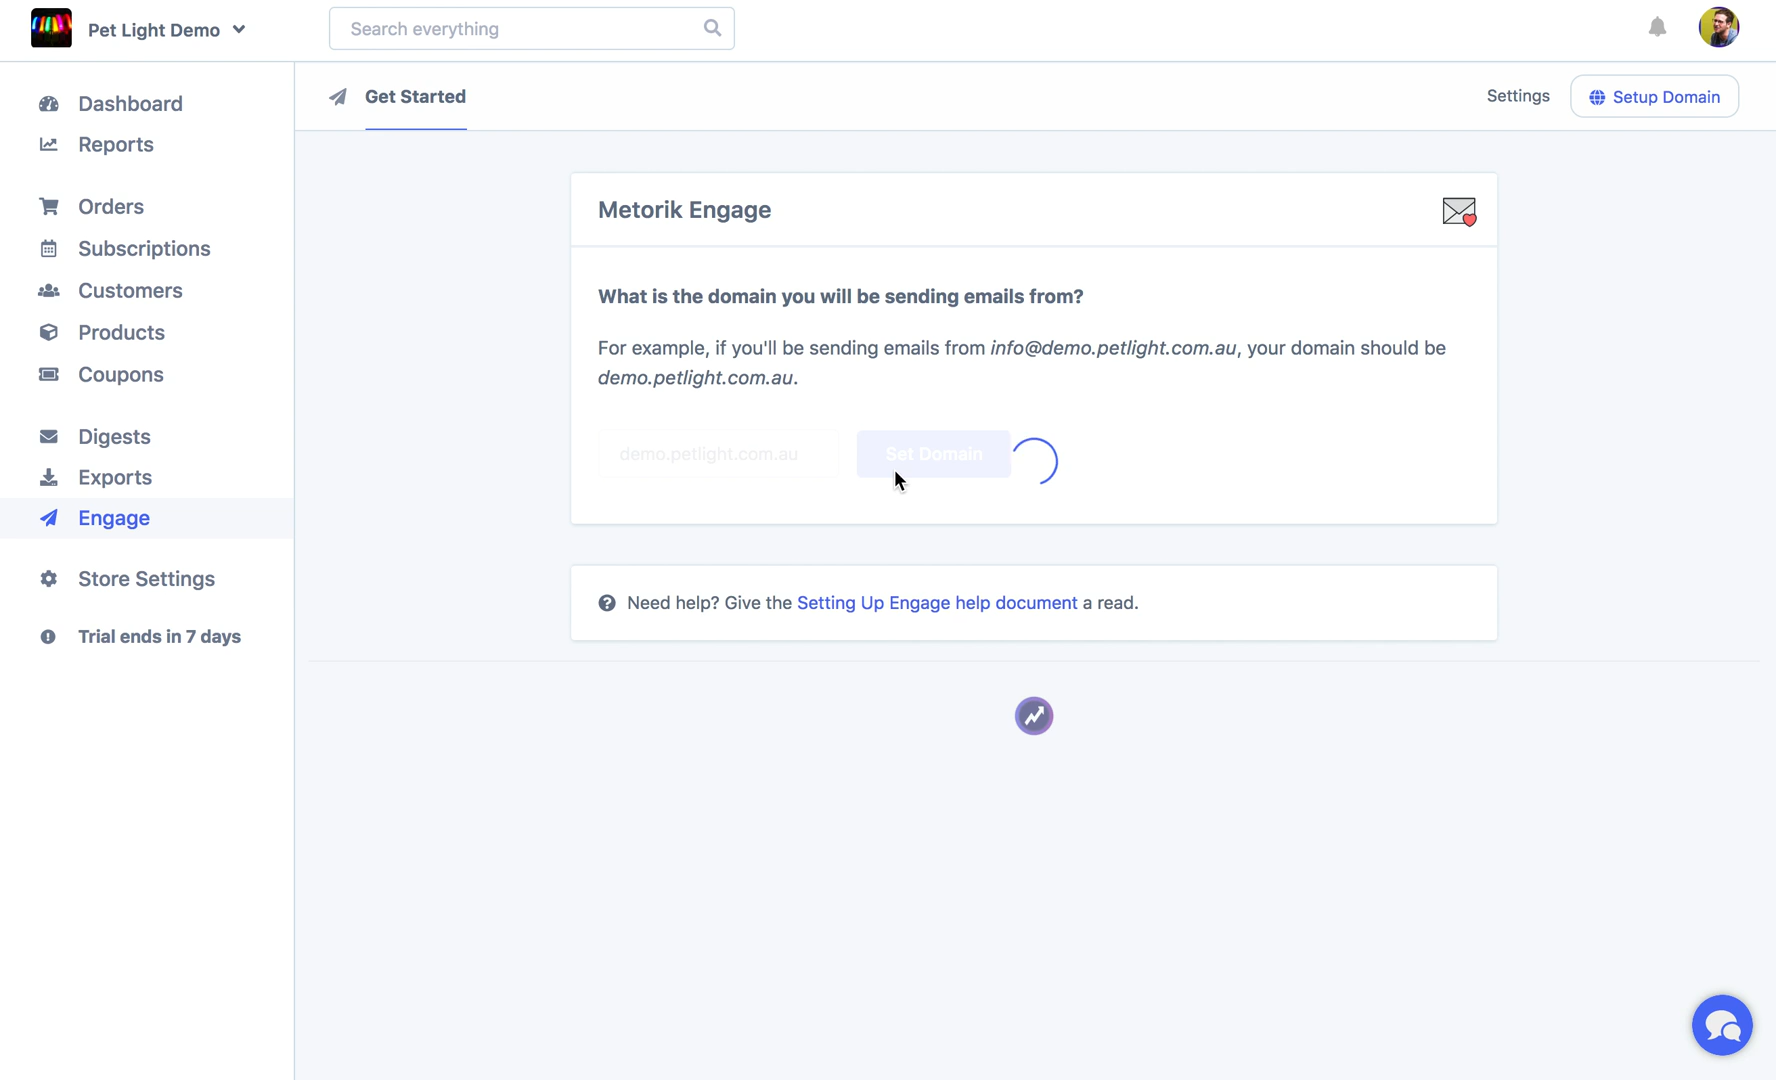 Pet Light Demo
Search everything
Dashboard
Reports
Orders
Subscriptions
Customers
Products
Coupons
Digests
Exports
Engage
Store Settings
Trial ends in 7 days
Get Started
Settings
Setup Domain
Metorik Engage
What is the domain you will be sending emails from?
For example, if you'll be sending emails from info@demo.petlight.com.au, your domain should be
demo.petlight.com.au.
demo.petlight.com.au
Set Domain
Need help? Give the Setting Up Engage help document a read.